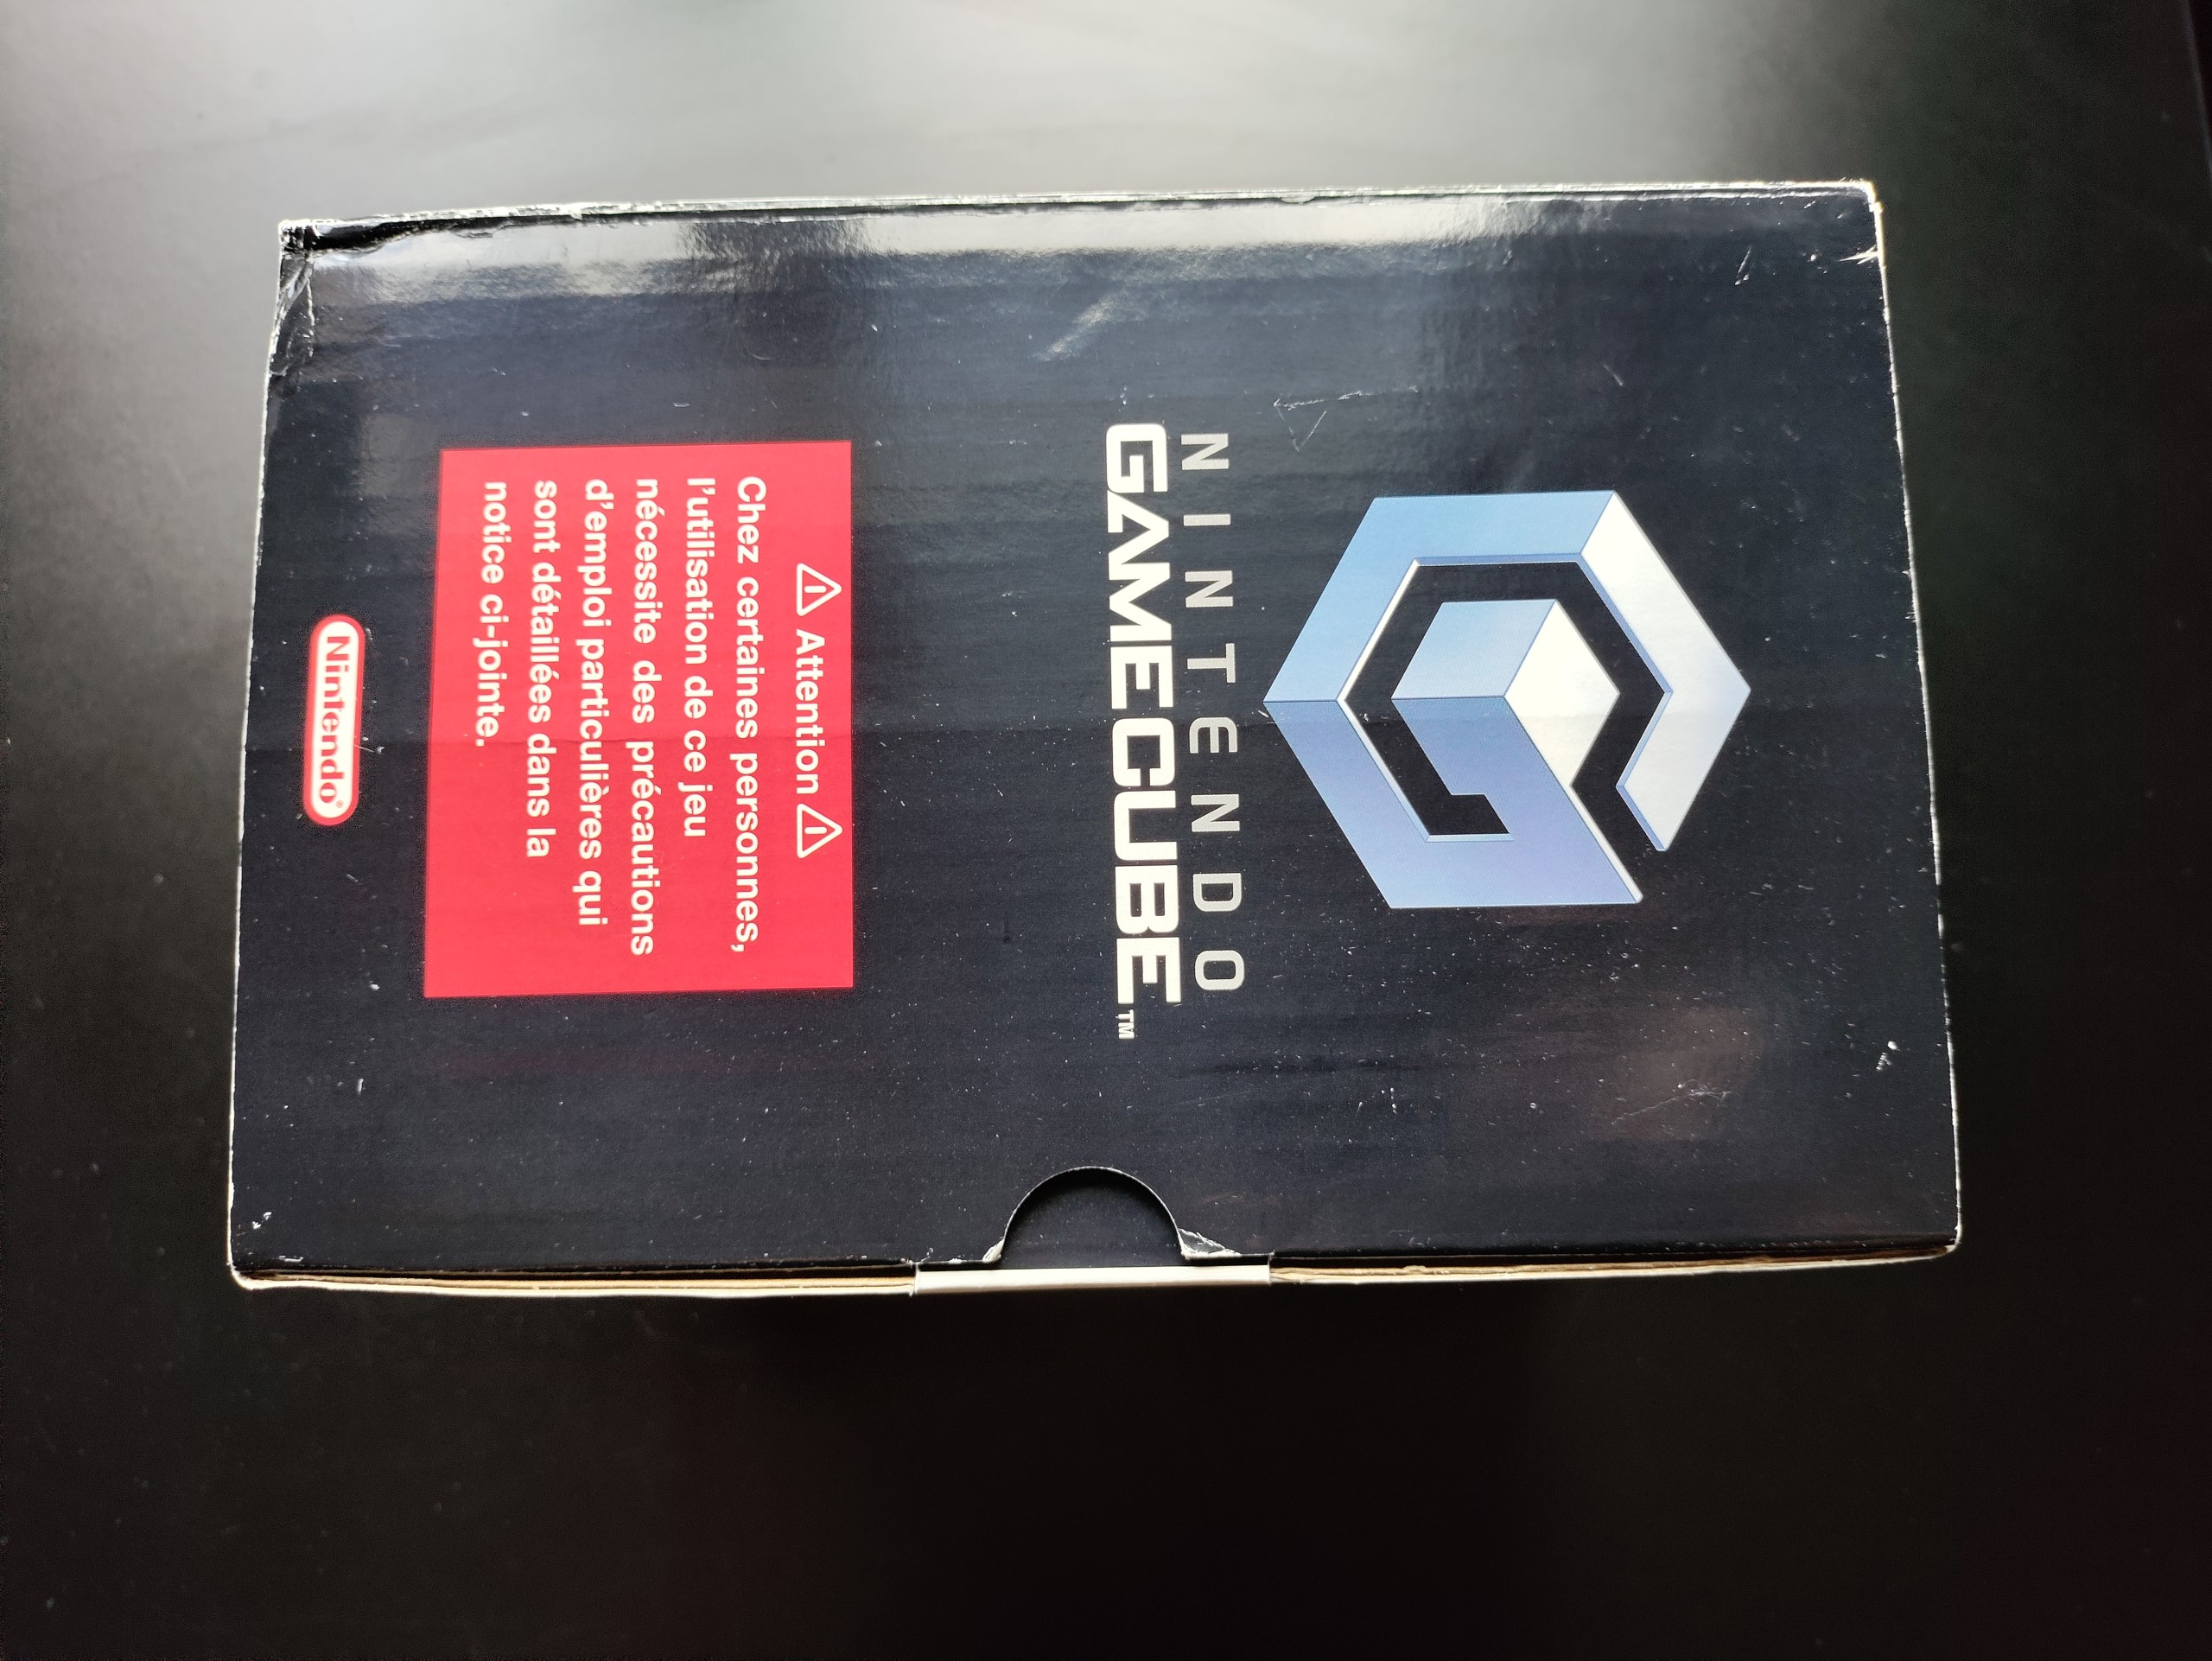 NINTENDO
GAMECUBE™
Attention
Chez certaines personnes,
l'utilisation de ce jeu
nécessite des précautions
d'emploi particulières qui
sont détaillées dans la
notice ci-jointe.
Nintendo®